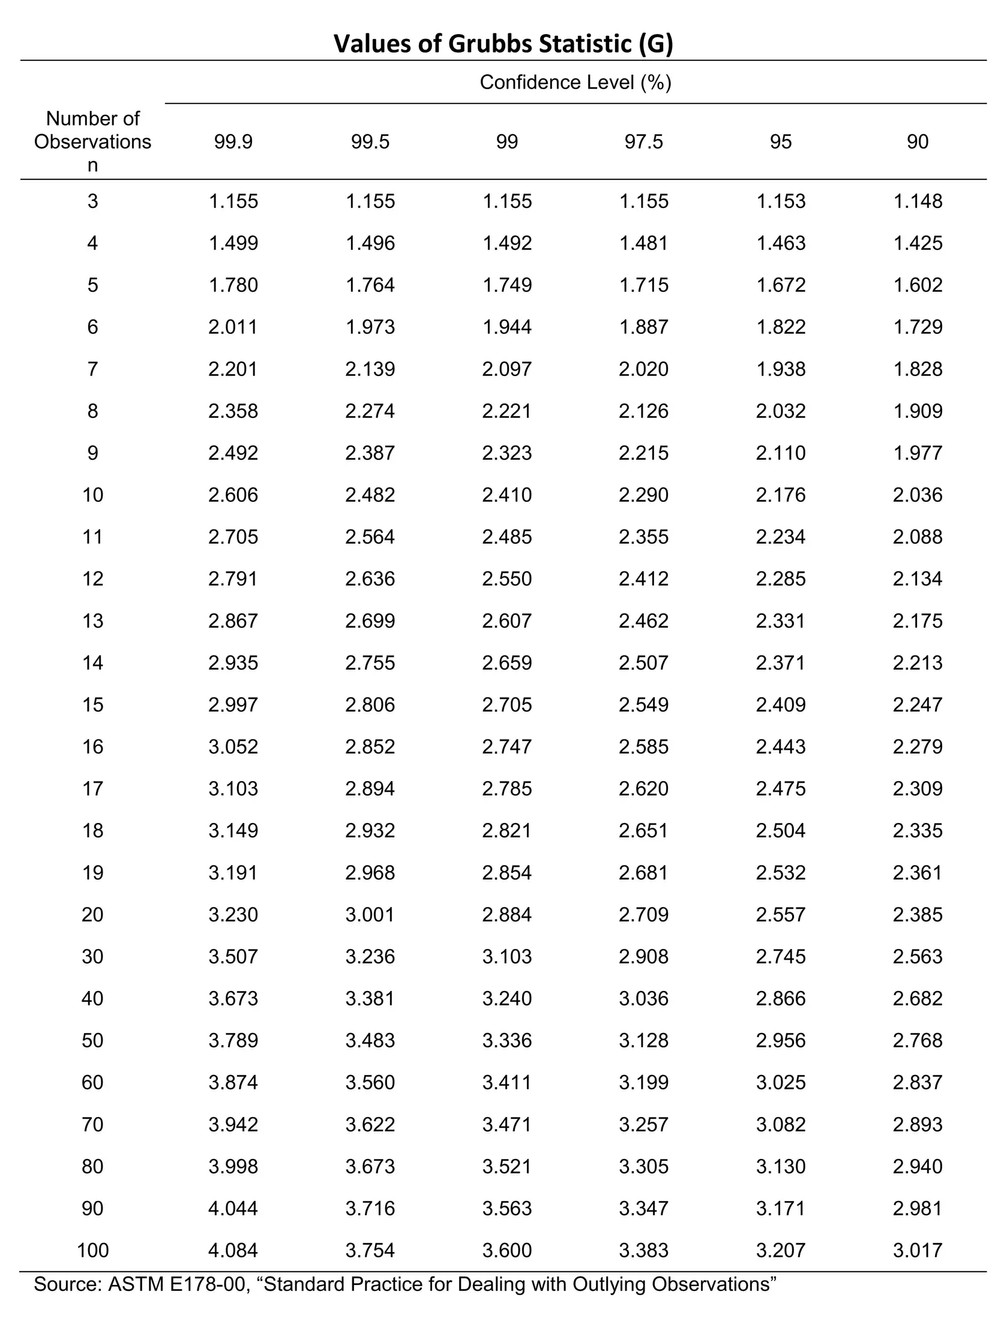 Values of Grubbs Statistic (G)
Confidence Level (%)
Number of
Observations
n
99.9 99.5 99 97.5 95 90
3 1.155 1.155 1.155 1.155 1.153 1.148
4 1.499 1.496 1.492 1.481 1.463 1.425
5 1.780 1.764 1.749 1.715 1.672 1.602
6 2.011 1.973 1.944 1.887 1.822 1.729
7 2.201 2.139 2.097 2.020 1.938 1.828
8 2.358 2.274 2.221 2.126 2.032 1.909
9 2.492 2.387 2.323 2.215 2.110 1.977
10 2.606 2.482 2.410 2.290 2.176 2.036
11 2.705 2.564 2.485 2.355 2.234 2.088
12 2.791 2.636 2.550 2.412 2.285 2.134
13 2.867 2.699 2.607 2.462 2.331 2.175
14 2.935 2.755 2.659 2.507 2.371 2.213
15 2.997 2.806 2.705 2.549 2.409 2.247
16 3.052 2.852 2.747 2.585 2.443 2.279
17 3.103 2.894 2.785 2.620 2.475 2.309
18 3.149 2.932 2.821 2.651 2.504 2.335
19 3.191 2.968 2.854 2.681 2.532 2.361
20 3.230 3.001 2.884 2.709 2.557 2.385
30 3.507 3.236 3.103 2.908 2.745 2.563
40 3.673 3.381 3.240 3.036 2.866 2.682
50 3.789 3.483 3.336 3.128 2.956 2.768
60 3.874 3.560 3.411 3.199 3.025 2.837
70 3.942 3.622 3.471 3.257 3.082 2.893
80 3.998 3.673 3.521 3.305 3.130 2.940
90 4.044 3.716 3.563 3.347 3.171 2.981
100 4.084 3.754 3.600 3.383 3.207 3.017
Source: ASTM E178-00, “Standard Practice for Dealing with Outlying Observations”